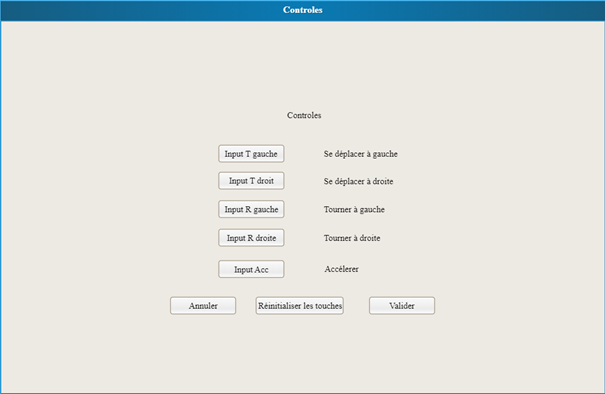 Controles
Controles
Input T gauche Se déplacer à gauche
Input T droit Se déplacer à droite
Input R gauche Tourner à gauche
Input R droite Tourner à droite
Input Acc Accélerer
Annuler Réinitialiser les touches Valider